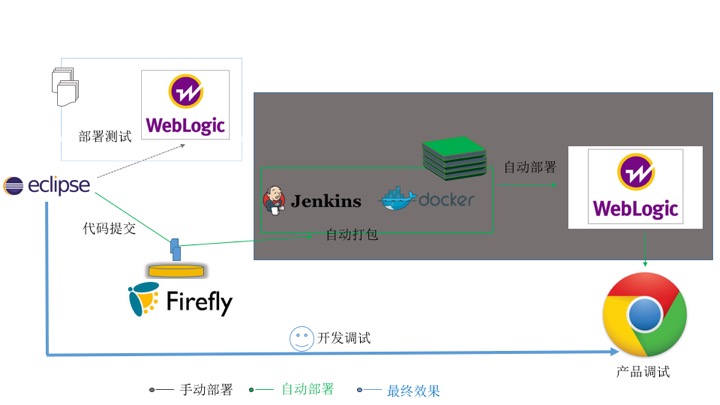 WebLogic
部署测试
eclipse
代码提交
Firefly
Jenkins
docker
自动打包
自动部署
WebLogic
开发调试
产品调试
手动部署
自动部署
最终效果